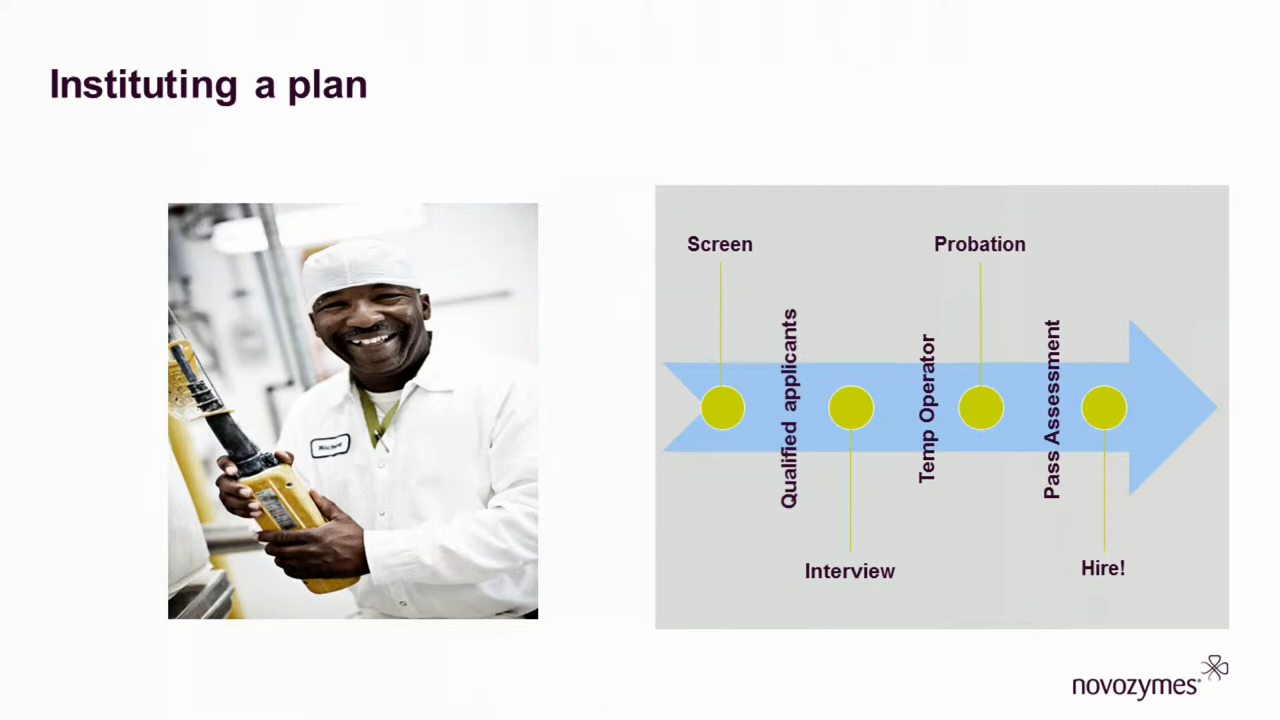 Instituting a plan
Screen
Probation
Qualified applicants
Temp Operator
Pass Assessment
Interview
Hire!
novozymes